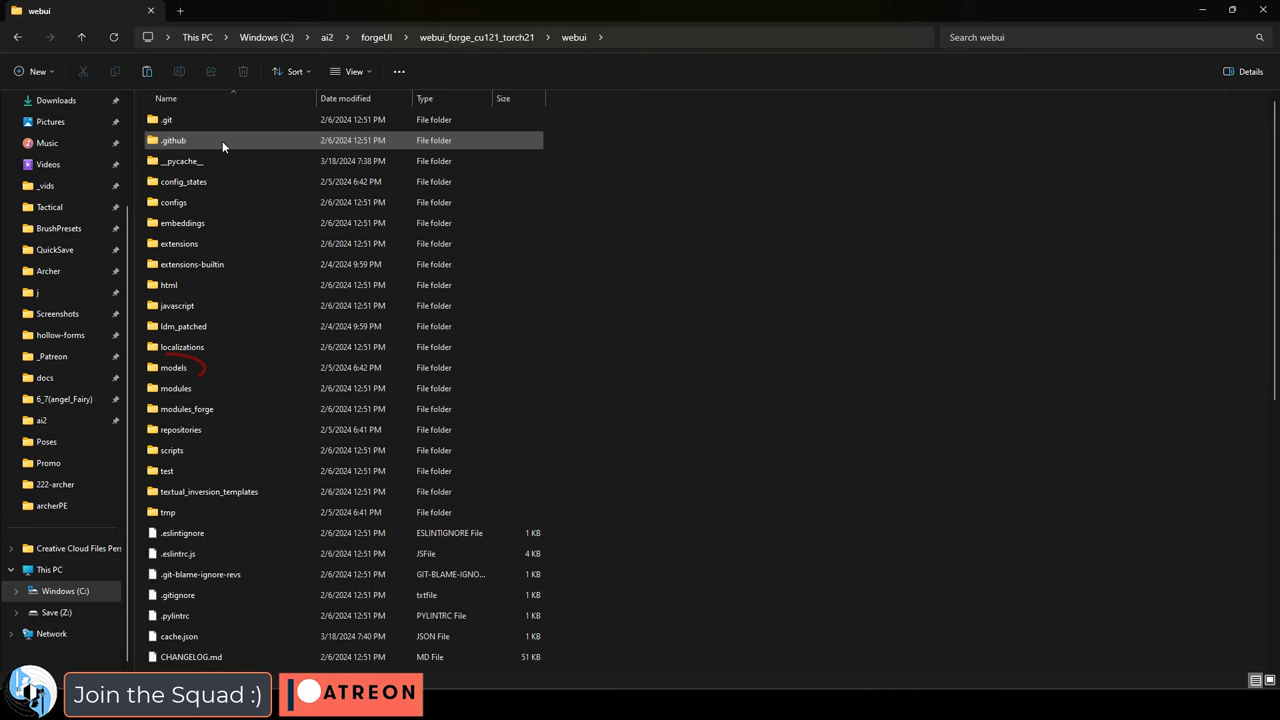 webui
This PC > Windows (C:) > ai2 > forgeUI > webui_forge_cu121_torch21 > webui >
Search webui
New
Sort
View
Details
Downloads
Pictures
Music
Videos
_vids
Tactical
BrushPresets
QuickSave
Archer
j
Screenshots
hollow-forms
_Patreon
docs
6_7(angel_Fairy)
ai2
Poses
Promo
222-archer
archerPE
Creative Cloud Files Pers
This PC
Windows (C:)
Save (Z:)
Network
Name Date modified Type Size
.git 2/6/2024 12:51 PM File folder
.github 2/6/2024 12:51 PM File folder
__pycache__ 3/18/2024 7:38 PM File folder
config_states 2/5/2024 6:42 PM File folder
configs 2/6/2024 12:51 PM File folder
embeddings 2/6/2024 12:51 PM File folder
extensions 2/6/2024 12:51 PM File folder
extensions-builtin 2/4/2024 9:59 PM File folder
html 2/6/2024 12:51 PM File folder
javascript 2/6/2024 12:51 PM File folder
ldm_patched 2/4/2024 9:59 PM File folder
localizations 2/6/2024 12:51 PM File folder
models 2/5/2024 6:42 PM File folder
modules 2/6/2024 12:51 PM File folder
modules_forge 2/6/2024 12:51 PM File folder
repositories 2/5/2024 6:41 PM File folder
scripts 2/6/2024 12:51 PM File folder
test 2/6/2024 12:51 PM File folder
textual_inversion_templates 2/6/2024 12:51 PM File folder
tmp 2/5/2024 6:41 PM File folder
.eslintignore 2/6/2024 12:51 PM ESLINTIGNORE File 1 KB
.eslintrc.js 2/6/2024 12:51 PM JSFile 4 KB
.git-blame-ignore-revs 2/6/2024 12:51 PM GIT-BLAME-IGNO... 1 KB
.gitignore 2/6/2024 12:51 PM txtfile 1 KB
.pylintrc 2/6/2024 12:51 PM PYLINTRC File 1 KB
cache.json 3/18/2024 7:40 PM JSON File 1 KB
CHANGELOG.md 2/6/2024 12:51 PM MD File 51 KB
Join the Squad :)
PATREON